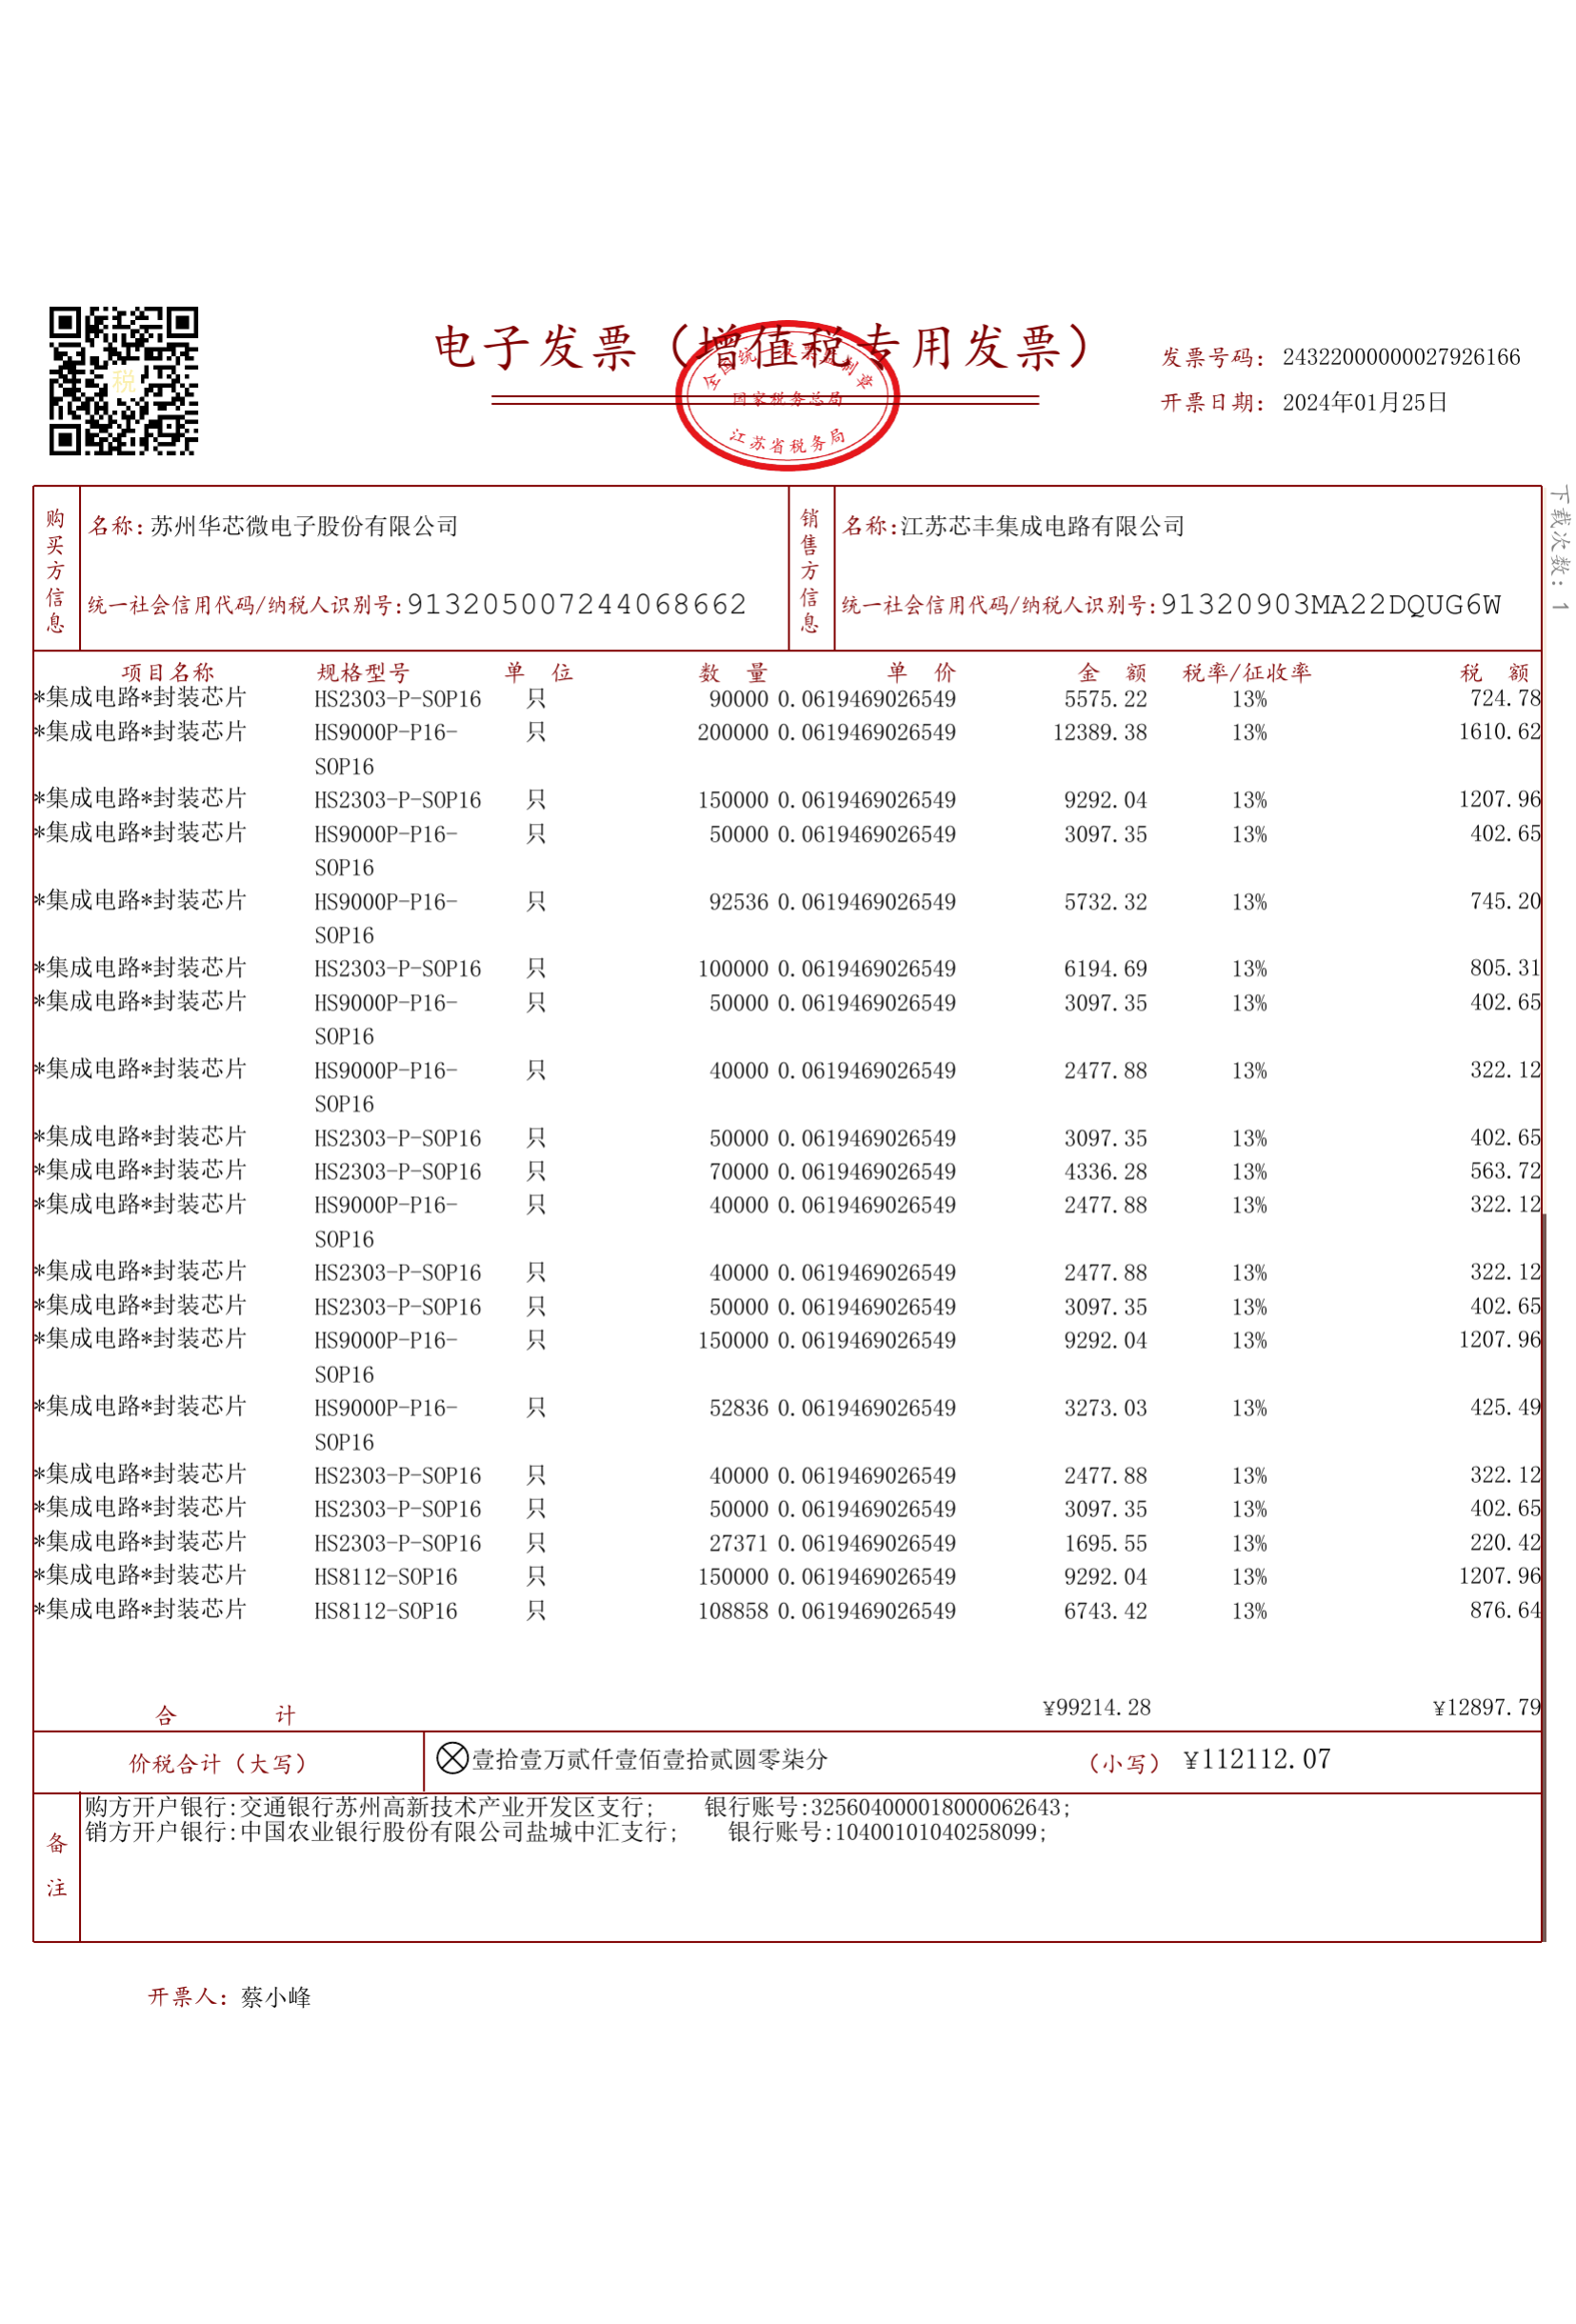 税
电子发票（增值税专用发票）
全国统一发票监制章
国家税务总局
江苏省税务局
发票号码: 24322000000027926166
开票日期: 2024年01月25日
下载次数: 1
购买方信息
名称: 苏州华芯微电子股份有限公司
统一社会信用代码/纳税人识别号: 913205007244068662
销售方信息
名称: 江苏芯丰集成电路有限公司
统一社会信用代码/纳税人识别号: 91320903MA22DQUG6W
项目名称 规格型号 单 位 数 量 单 价 金 额 税率/征收率 税 额
*集成电路*封装芯片 HS2303-P-SOP16 只 90000 0.0619469026549 5575.22 13% 724.78
*集成电路*封装芯片 HS9000P-P16- 只 200000 0.0619469026549 12389.38 13% 1610.62
SOP16
*集成电路*封装芯片 HS2303-P-SOP16 只 150000 0.0619469026549 9292.04 13% 1207.96
*集成电路*封装芯片 HS9000P-P16- 只 50000 0.0619469026549 3097.35 13% 402.65
SOP16
*集成电路*封装芯片 HS9000P-P16- 只 92536 0.0619469026549 5732.32 13% 745.20
SOP16
*集成电路*封装芯片 HS2303-P-SOP16 只 100000 0.0619469026549 6194.69 13% 805.31
*集成电路*封装芯片 HS9000P-P16- 只 50000 0.0619469026549 3097.35 13% 402.65
SOP16
*集成电路*封装芯片 HS9000P-P16- 只 40000 0.0619469026549 2477.88 13% 322.12
SOP16
*集成电路*封装芯片 HS2303-P-SOP16 只 50000 0.0619469026549 3097.35 13% 402.65
*集成电路*封装芯片 HS2303-P-SOP16 只 70000 0.0619469026549 4336.28 13% 563.72
*集成电路*封装芯片 HS9000P-P16- 只 40000 0.0619469026549 2477.88 13% 322.12
SOP16
*集成电路*封装芯片 HS2303-P-SOP16 只 40000 0.0619469026549 2477.88 13% 322.12
*集成电路*封装芯片 HS2303-P-SOP16 只 50000 0.0619469026549 3097.35 13% 402.65
*集成电路*封装芯片 HS9000P-P16- 只 150000 0.0619469026549 9292.04 13% 1207.96
SOP16
*集成电路*封装芯片 HS9000P-P16- 只 52836 0.0619469026549 3273.03 13% 425.49
SOP16
*集成电路*封装芯片 HS2303-P-SOP16 只 40000 0.0619469026549 2477.88 13% 322.12
*集成电路*封装芯片 HS2303-P-SOP16 只 50000 0.0619469026549 3097.35 13% 402.65
*集成电路*封装芯片 HS2303-P-SOP16 只 27371 0.0619469026549 1695.55 13% 220.42
*集成电路*封装芯片 HS8112-SOP16 只 150000 0.0619469026549 9292.04 13% 1207.96
*集成电路*封装芯片 HS8112-SOP16 只 108858 0.0619469026549 6743.42 13% 876.64
合 计 ¥99214.28 ¥12897.79
价税合计（大写） ⊗壹拾壹万贰仟壹佰壹拾贰圆零柒分 （小写） ¥112112.07
备注
购方开户银行:交通银行苏州高新技术产业开发区支行; 银行账号:325604000018000062643;
销方开户银行:中国农业银行股份有限公司盐城中汇支行; 银行账号:10400101040258099;
开票人: 蔡小峰